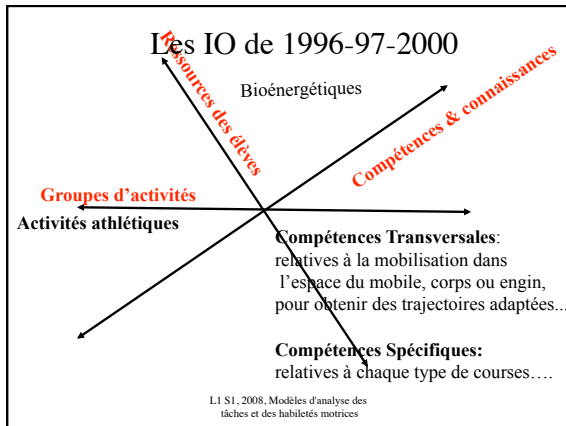 Les IO de 1996-97-2000
Ressources des élèves
Bioénergétiques
Compétences & connaissances
Groupes d'activités
Activités athlétiques
Compétences Transversales:
relatives à la mobilisation dans
l'espace du mobile, corps ou engin,
pour obtenir des trajectoires adaptées...
Compétences Spécifiques:
relatives à chaque type de courses….
L1 S1, 2008, Modèles d'analyse des
tâches et des habiletés motrices